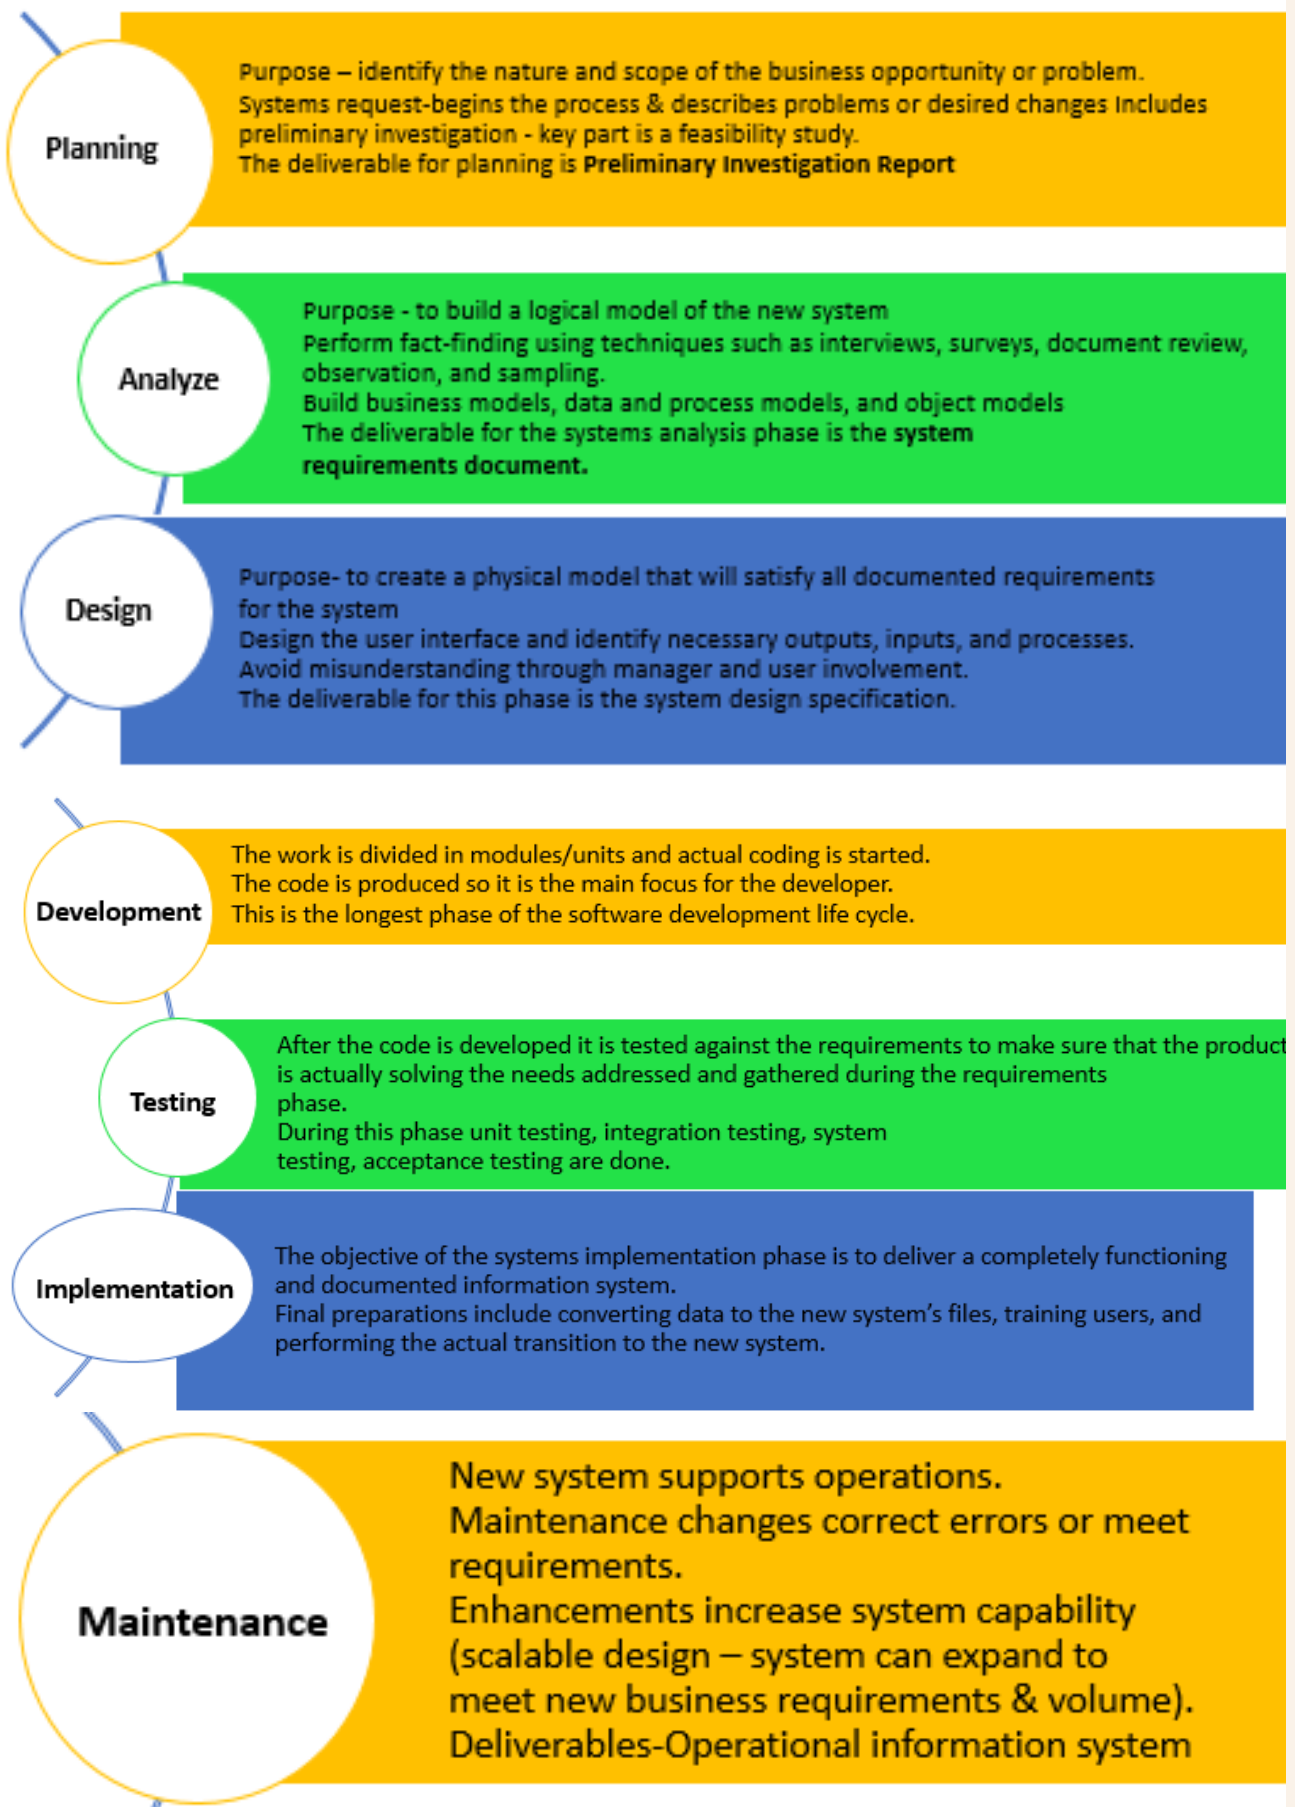 Planning
Purpose – identify the nature and scope of the business opportunity or problem.
Systems request-begins the process & describes problems or desired changes Includes
preliminary investigation - key part is a feasibility study.
The deliverable for planning is Preliminary Investigation Report
Analyze
Purpose - to build a logical model of the new system
Perform fact-finding using techniques such as interviews, surveys, document review,
observation, and sampling.
Build business models, data and process models, and object models
The deliverable for the systems analysis phase is the system
requirements document.
Design
Purpose- to create a physical model that will satisfy all documented requirements
for the system
Design the user interface and identify necessary outputs, inputs, and processes.
Avoid misunderstanding through manager and user involvement.
The deliverable for this phase is the system design specification.
Development
The work is divided in modules/units and actual coding is started.
The code is produced so it is the main focus for the developer.
This is the longest phase of the software development life cycle.
Testing
After the code is developed it is tested against the requirements to make sure that the product
is actually solving the needs addressed and gathered during the requirements
phase.
During this phase unit testing, integration testing, system
testing, acceptance testing are done.
Implementation
The objective of the systems implementation phase is to deliver a completely functioning
and documented information system.
Final preparations include converting data to the new system’s files, training users, and
performing the actual transition to the new system.
Maintenance
New system supports operations.
Maintenance changes correct errors or meet
requirements.
Enhancements increase system capability
(scalable design – system can expand to
meet new business requirements & volume).
Deliverables-Operational information system